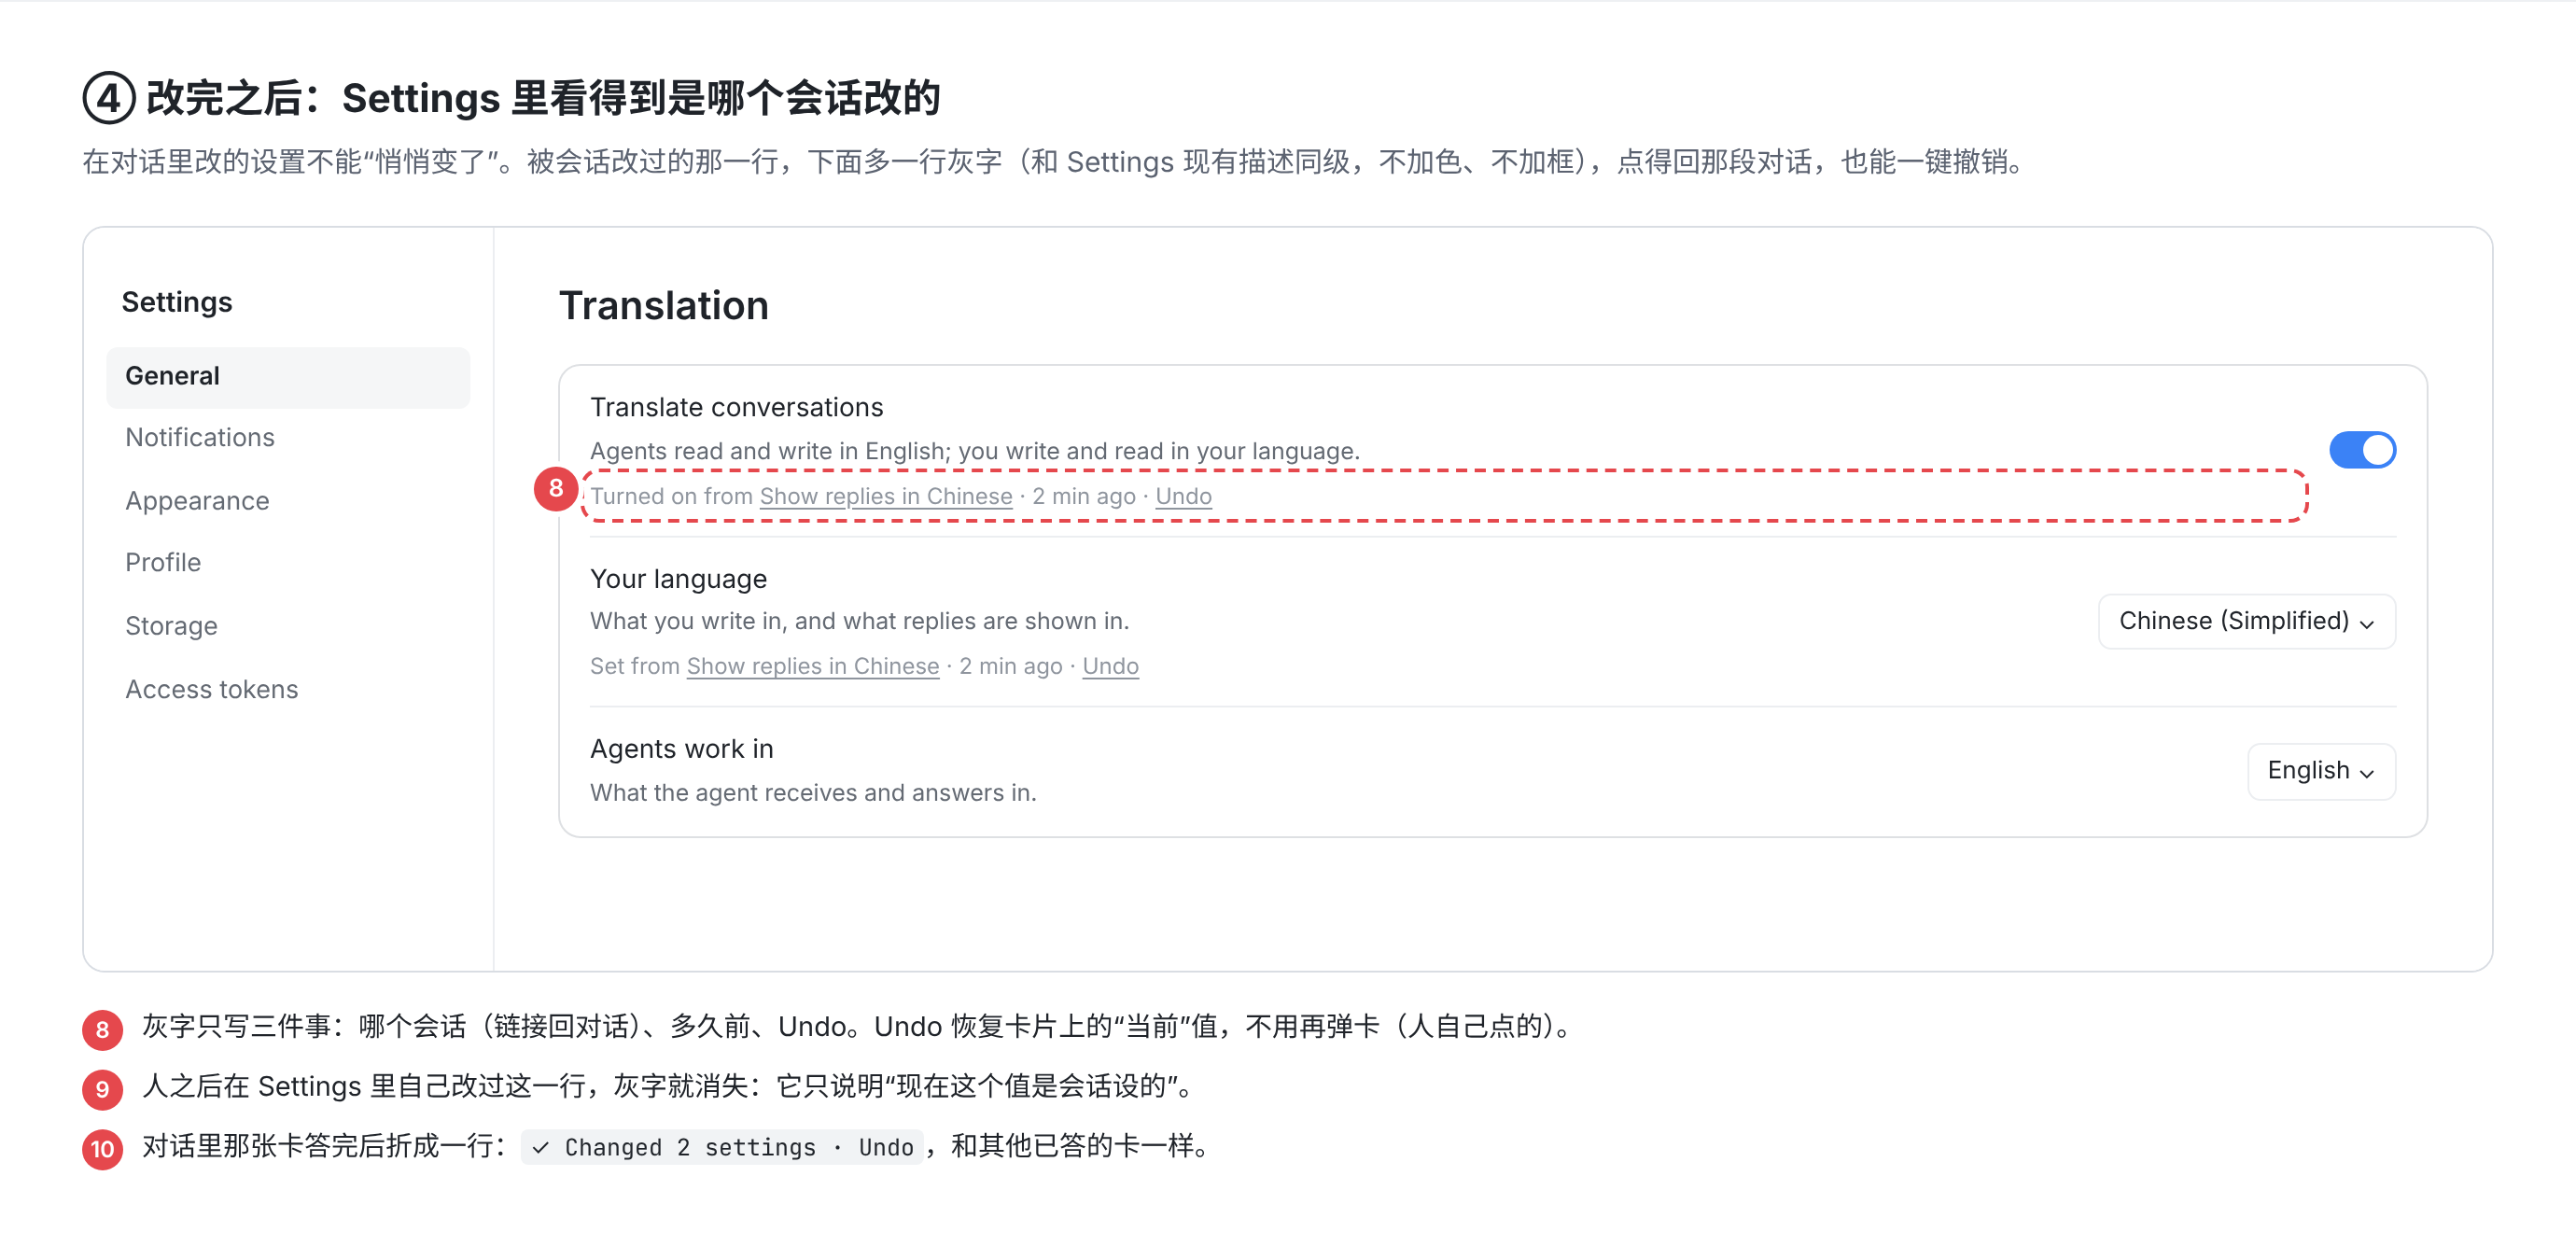 ④ 改完之后：Settings 里看得到是哪个会话改的
在对话里改的设置不能“悄悄变了”。被会话改过的那一行，下面多一行灰字（和 Settings 现有描述同级，不加色、不加框），点得回那段对话，也能一键撤销。
Settings
General
Notifications
Appearance
Profile
Storage
Access tokens
Translation
Translate conversations
Agents read and write in English; you write and read in your language.
8
Turned on from Show replies in Chinese · 2 min ago · Undo
Your language
What you write in, and what replies are shown in.
Set from Show replies in Chinese · 2 min ago · Undo
Chinese (Simplified)
Agents work in
What the agent receives and answers in.
English
8 灰字只写三件事：哪个会话（链接回对话）、多久前、Undo。Undo 恢复卡片上的“当前”值，不用再弹卡（人自己点的）。
9 人之后在 Settings 里自己改过这一行，灰字就消失：它只说明“现在这个值是会话设的”。
10 对话里那张卡答完后折成一行：✓ Changed 2 settings · Undo，和其他已答的卡一样。